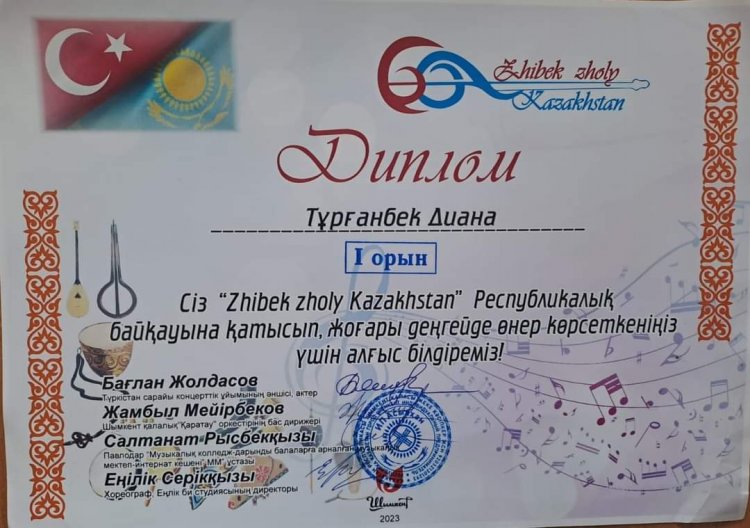 Zhibek zholy
Kazakhstan
Диплом
Тұрғанбек Диана
I орын
Сіз “Zhibek zholy Kazakhstan” Республикалық
байқауына қатысып, жоғары деңгейде өнер көрсеткеніңіз
үшін алғыс білдіреміз!
Бағлан Жолдасов
Түркістан сарайы концерттік ұйымының әншісі, актер
Жамбыл Мейірбеков
Шымкент қалалық "Қаратау" оркестрінің бас дирижері
Салтанат Рысбекқызы
Павлодар "Музыкалық колледж-дарынды балаларға арналған музыкалық
мектеп-интернат кешені" ММ ұстазы
Еңілік Серікқызы
Хореограф, Еңлік би студиясының директоры
Шымкент
2023